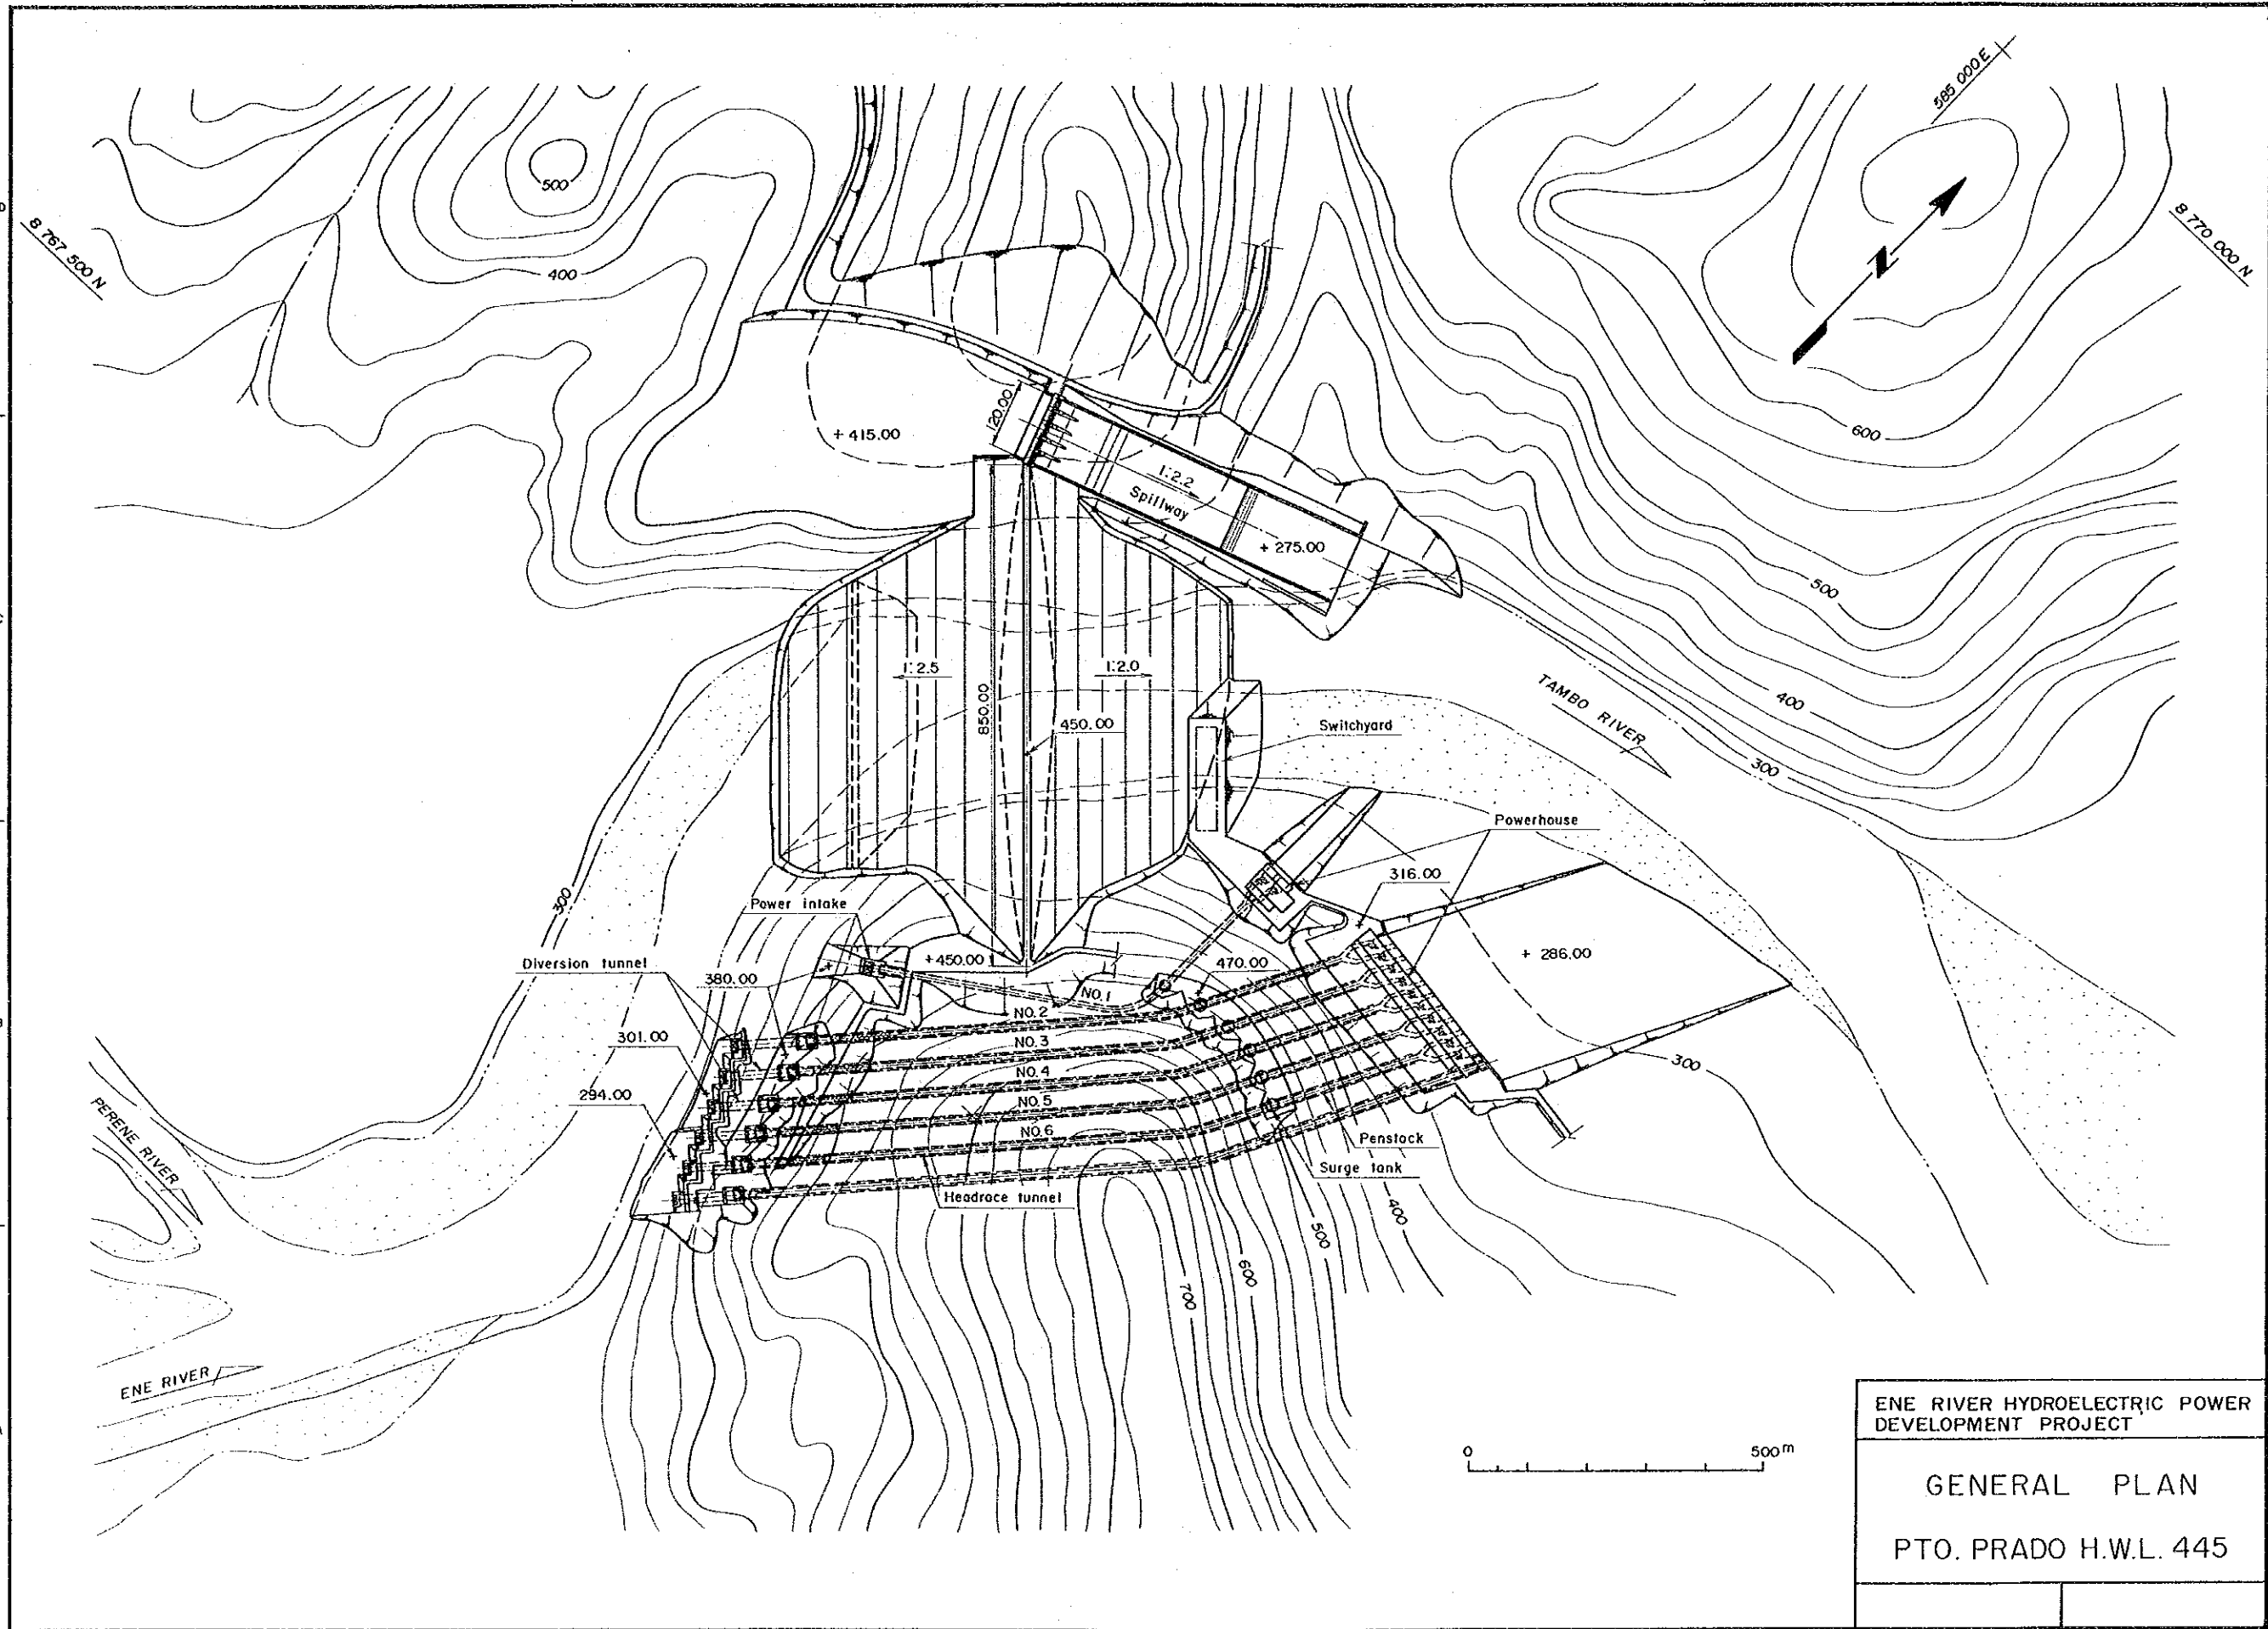 585 000 E
8 767 500 N
8 770 000 N
N
500
400
600
120.00
+ 415.00
1:2.2
Spillway
+ 275.00
500
1:2.5
1:2.0
850.00
450.00
400
TAMBO RIVER
Switchyard
300
Powerhouse
316.00
300
Power intake
+ 286.00
+450.00
Diversion tunnel
380.00
470.00
NO.1
NO.2
301.00
NO.3
NO.4
300
294.00
NO.5
NO.6
PERENE RIVER
Penstock
Surge tank
Headrace tunnel
400
500
600
700
ENE RIVER
0 500m
ENE RIVER HYDROELECTRIC POWER
DEVELOPMENT PROJECT
GENERAL PLAN
PTO. PRADO H.W.L. 445